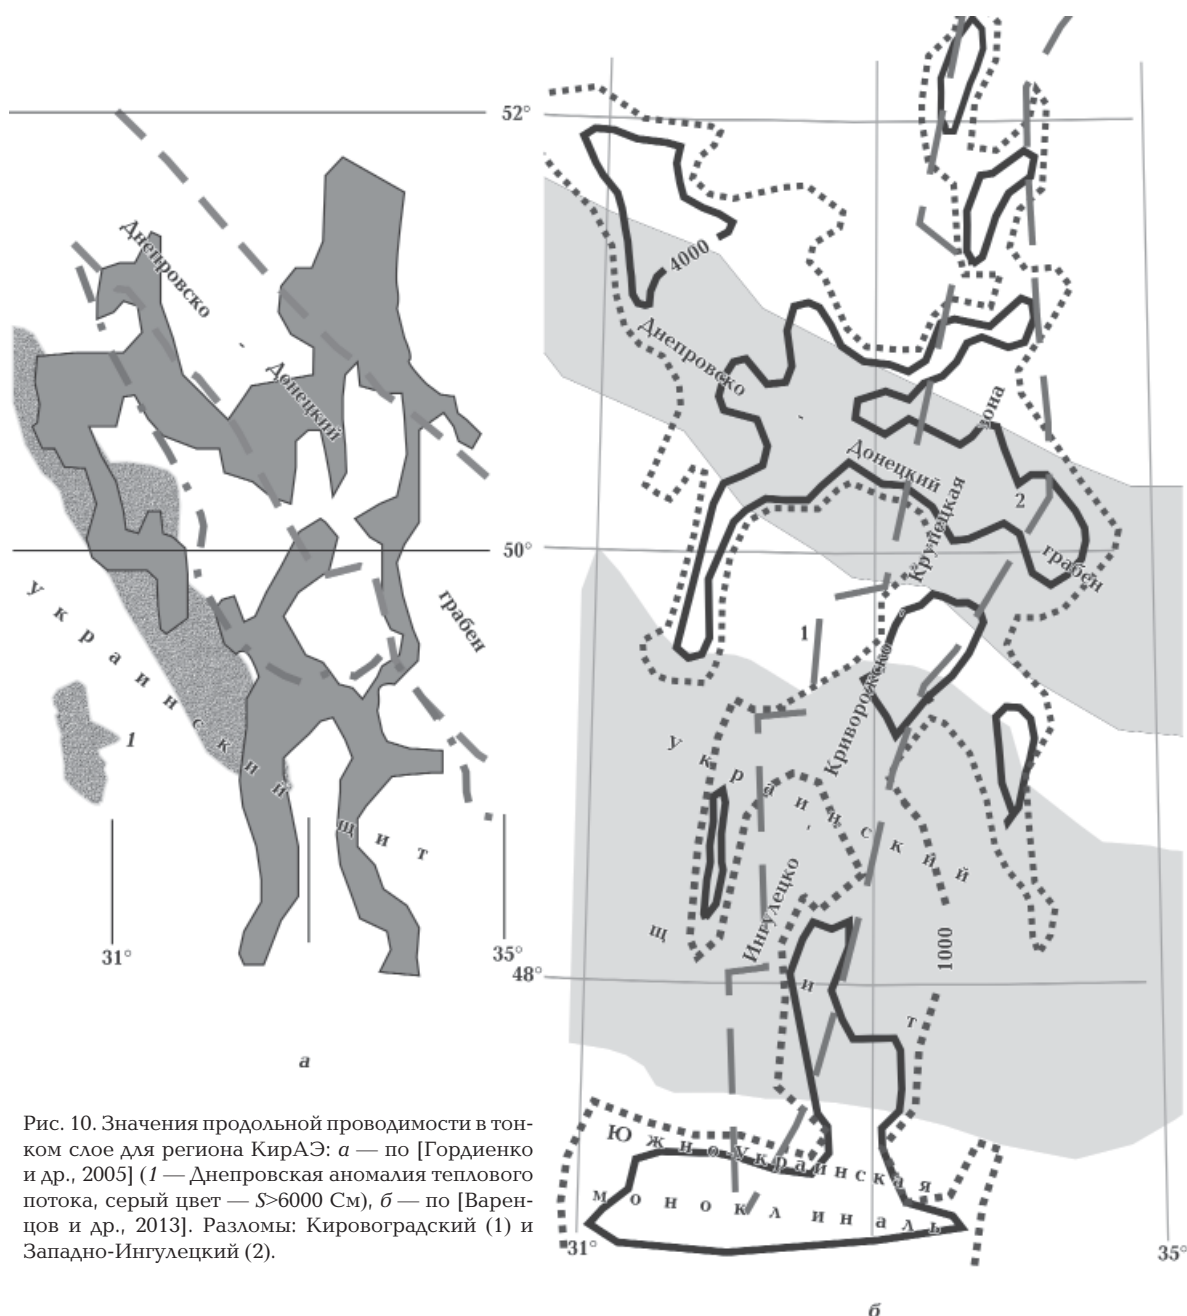 52°
Днепровско
Донецкий
50°
грабен
Украинский
щит
1
31°
35°
48°
а
4000
Днепровско
зона
Донецкий
2
Крупецкая
грабен
1
Криворожско
Украинский
щит
Ингулецко
1000
Южно-Украинская
моноклиналь
31°
35°
б
Рис. 10. Значения продольной проводимости в тон-
ком слое для региона КирАЭ: а — по [Гордиенко
и др., 2005] (1 — Днепровская аномалия теплового
потока, серый цвет — S>6000 См), б — по [Варен-
цов и др., 2013]. Разломы: Кировоградский (1) и
Западно-Ингулецкий (2).